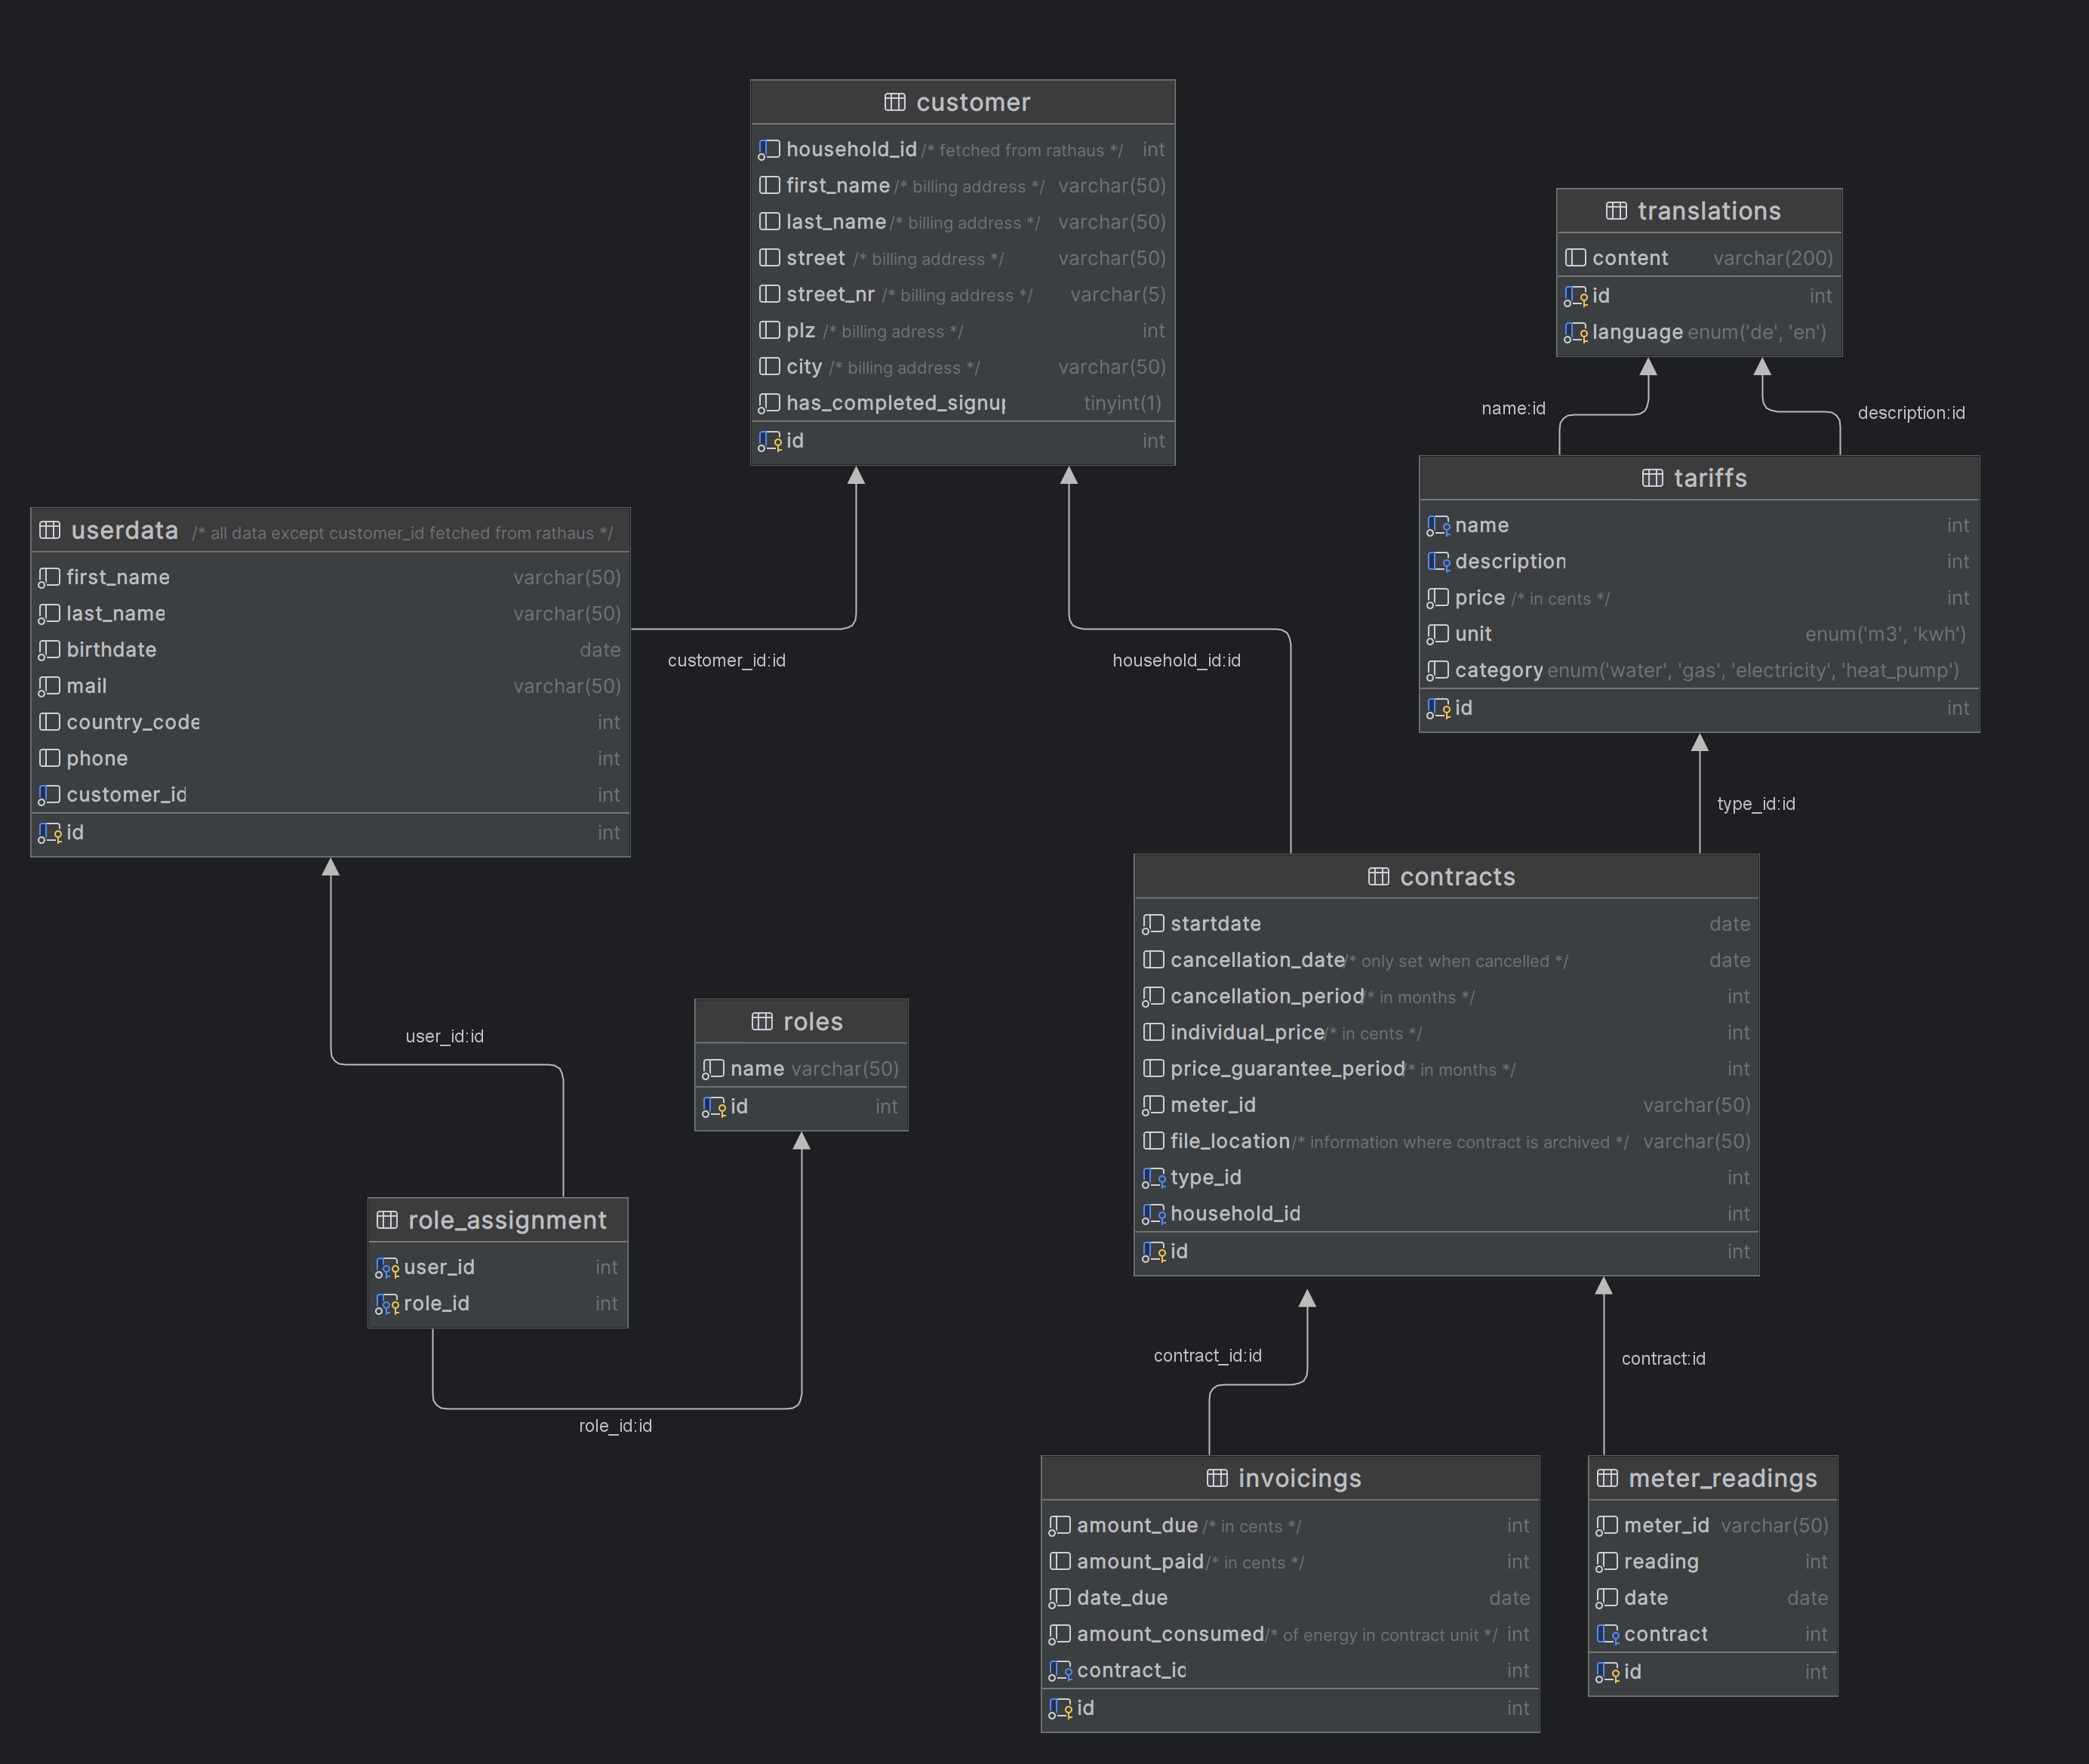 customer
household_id /* fetched from rathaus */ int
first_name /* billing address */ varchar(50)
last_name /* billing address */ varchar(50)
street /* billing address */ varchar(50)
street_nr /* billing address */ varchar(5)
plz /* billing adress */ int
city /* billing address */ varchar(50)
has_completed_signup tinyint(1)
id int
translations
content varchar(200)
id int
language enum('de', 'en')
name:id
description:id
tariffs
name int
description int
price /* in cents */ int
unit enum('m3', 'kwh')
category enum('water', 'gas', 'electricity', 'heat_pump')
id int
userdata /* all data except customer_id fetched from rathaus */
first_name varchar(50)
last_name varchar(50)
birthdate date
mail varchar(50)
country_code int
phone int
customer_id int
id int
customer_id:id
household_id:id
type_id:id
contracts
startdate date
cancellation_date /* only set when cancelled */ date
cancellation_period /* in months */ int
individual_price /* in cents */ int
price_guarantee_period /* in months */ int
meter_id varchar(50)
file_location /* information where contract is archived */ varchar(50)
type_id int
household_id int
id int
user_id:id
roles
name varchar(50)
id int
role_assignment
user_id int
role_id int
role_id:id
contract_id:id
contract:id
invoicings
amount_due /* in cents */ int
amount_paid /* in cents */ int
date_due date
amount_consumed /* of energy in contract unit */ int
contract_id int
id int
meter_readings
meter_id varchar(50)
reading int
date date
contract int
id int